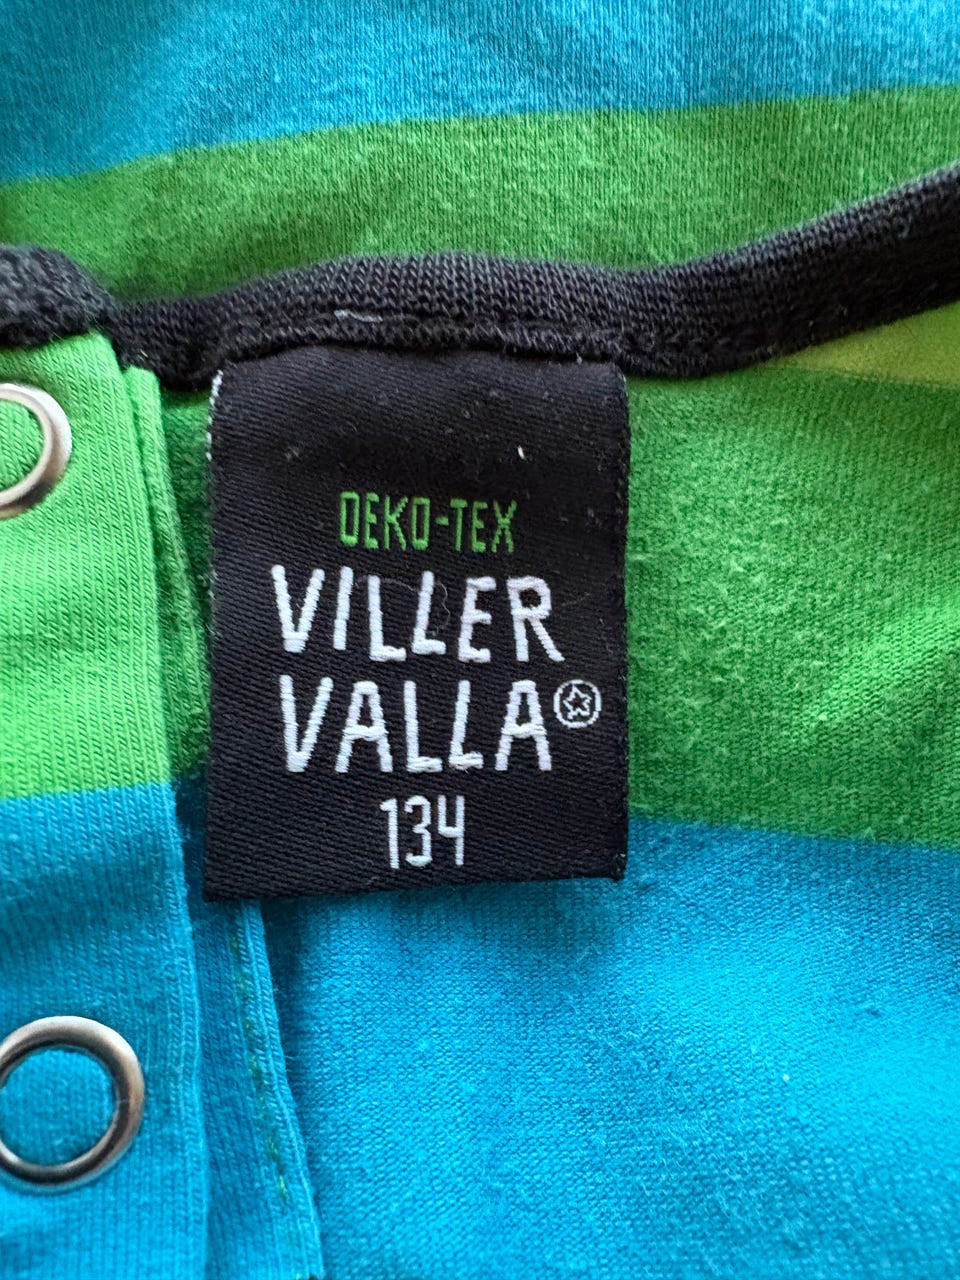 OEKO-TEX
VILLER
VALLA
134